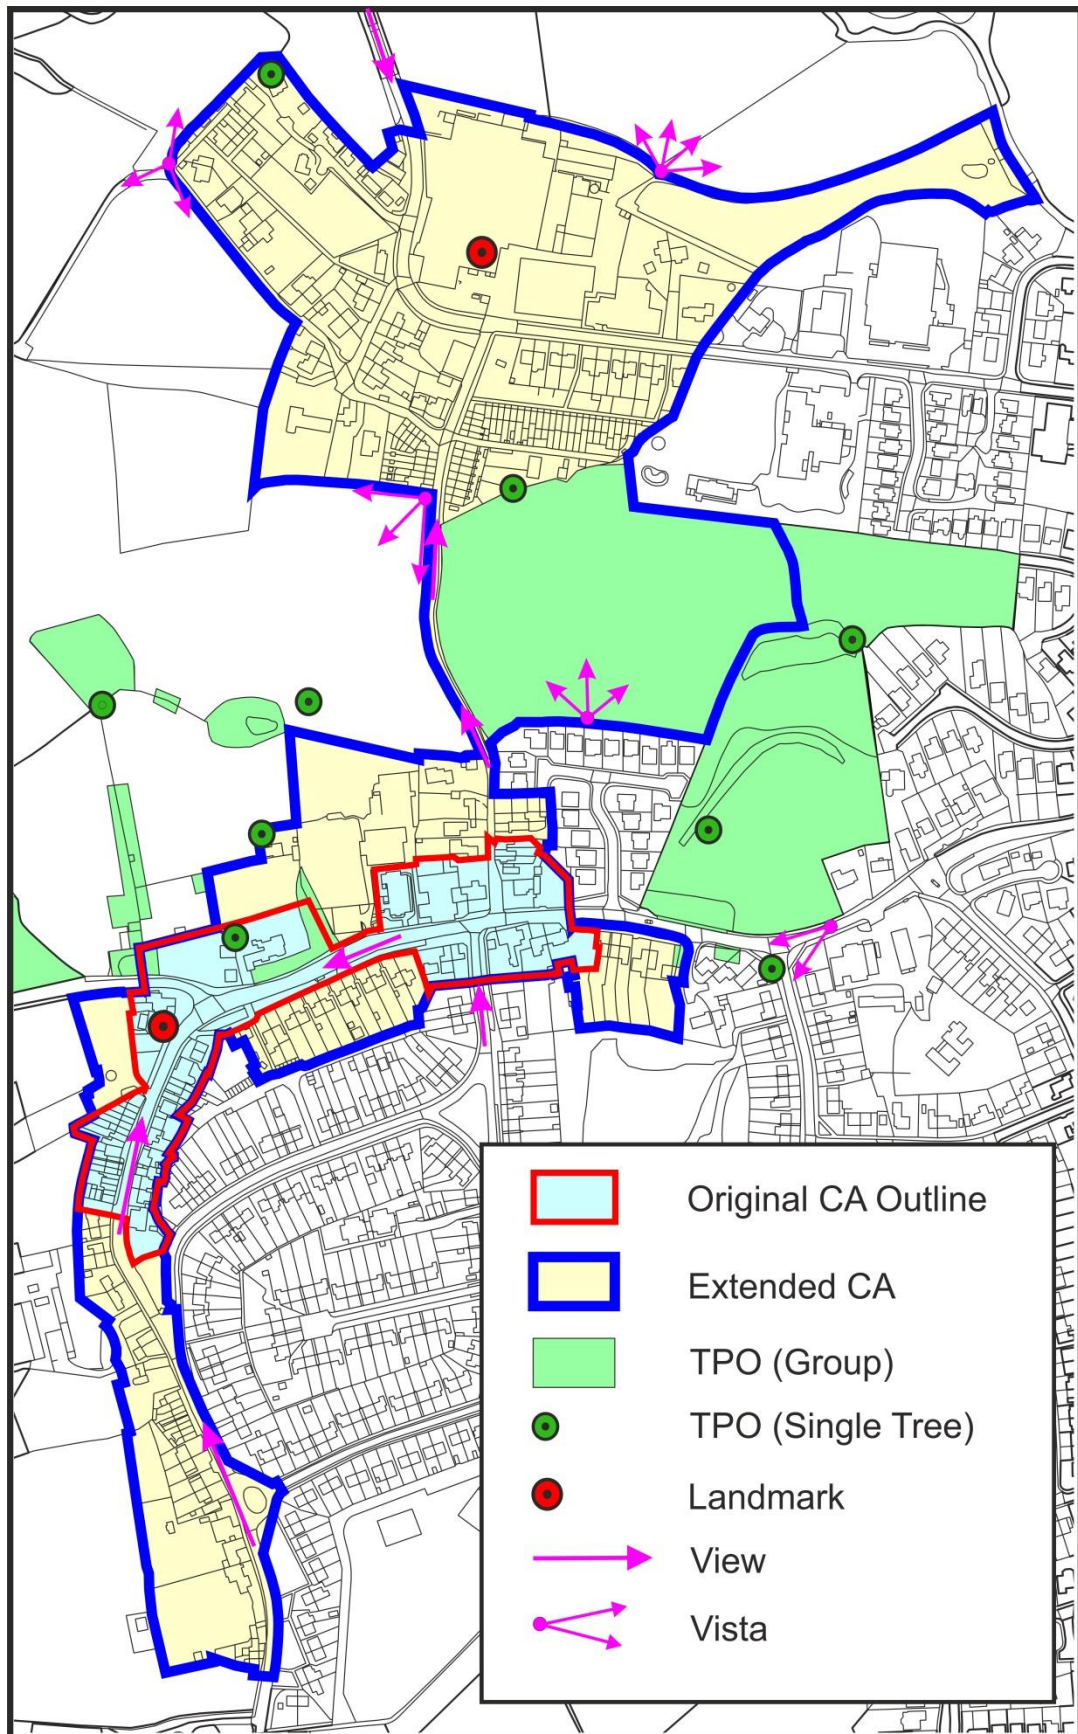 Original CA Outline
Extended CA
TPO (Group)
TPO (Single Tree)
Landmark
View
Vista